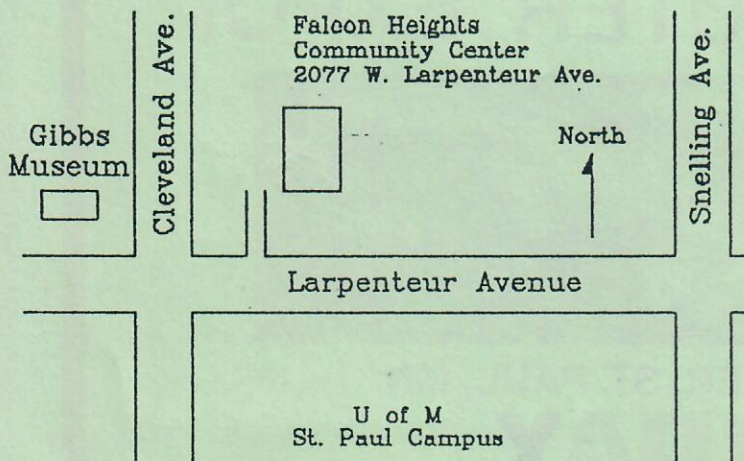 Falcon Heights
Community Center
2077 W. Larpenteur Ave.
Cleveland Ave.
Snelling Ave.
Gibbs
Museum
North
Larpenteur Avenue
U of M
St. Paul Campus